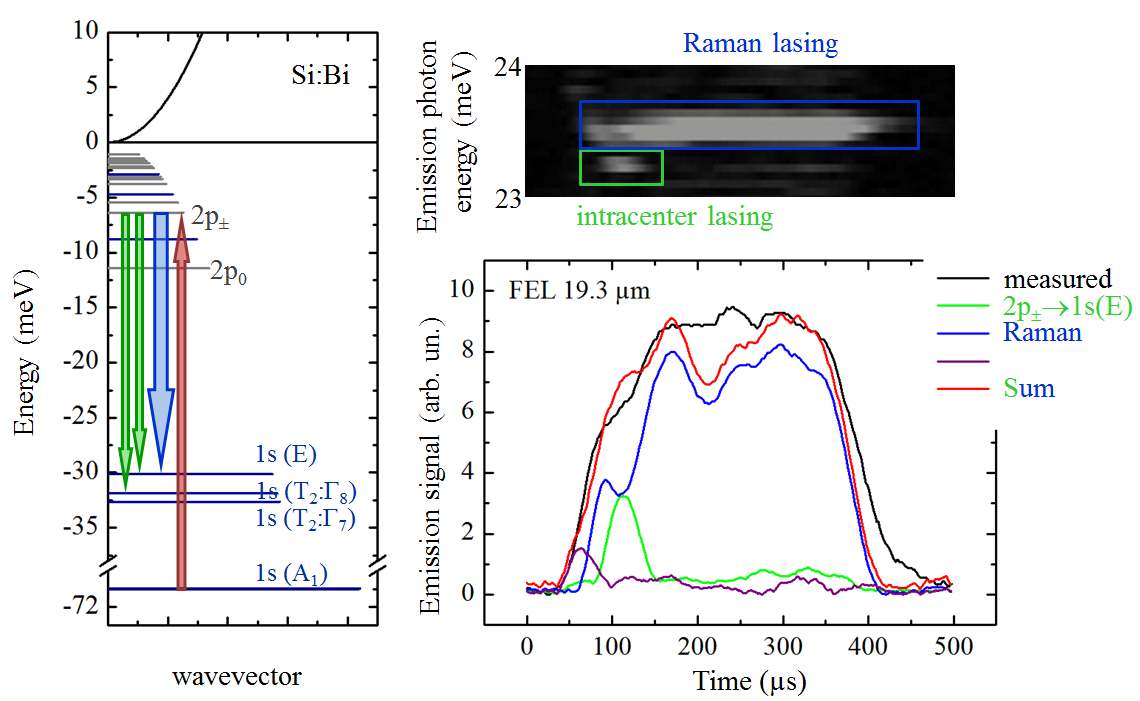 10
5
0
-5
-10
-15
-20
-25
-30
-35
-72
Energy (meV)
wavevector
Si:Bi
2p±
2p₀
1s (E)
1s (T₂:Γ₈)
1s (T₂:Γ₇)
1s (A₁)
Raman lasing
24
23
Emission photon
energy (meV)
intracenter lasing
FEL 19.3 µm
10
8
6
4
2
0
Emission signal (arb. un.)
0 100 200 300 400 500
Time (µs)
measured
2p±→1s(E)
Raman
Sum